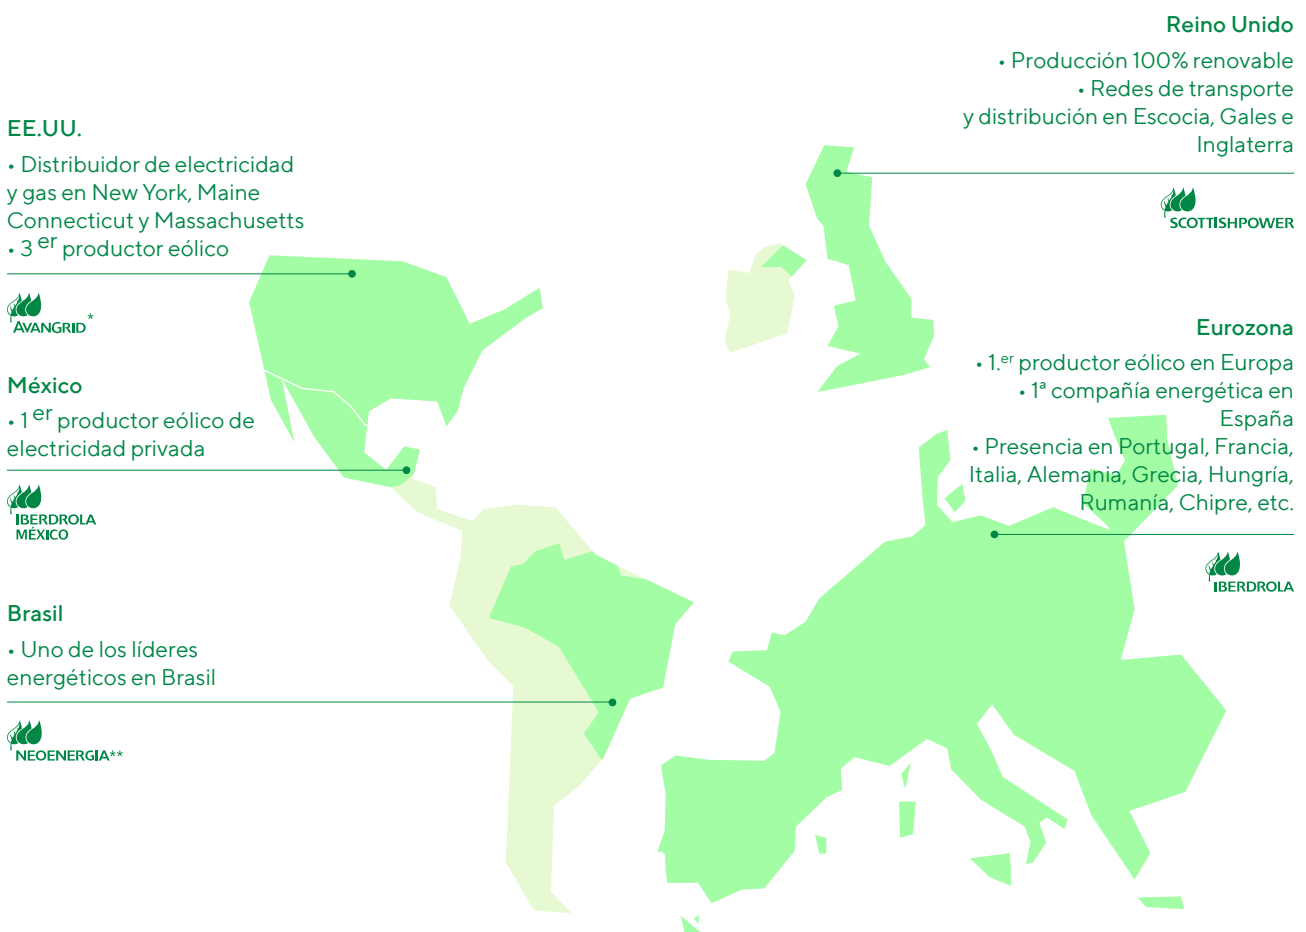 EE.UU.
• Distribuidor de electricidad
y gas en New York, Maine
Connecticut y Massachusetts
• 3 er productor eólico
AVANGRID*
México
• 1 er productor eólico de
electricidad privada
IBERDROLA
MÉXICO
Brasil
• Uno de los líderes
energéticos en Brasil
NEOENERGIA**
Reino Unido
• Producción 100% renovable
• Redes de transporte
y distribución en Escocia, Gales e
Inglaterra
SCOTTISHPOWER
Eurozona
• 1.er productor eólico en Europa
• 1ª compañía energética en
España
• Presencia en Portugal, Francia,
Italia, Alemania, Grecia, Hungría,
Rumanía, Chipre, etc.
IBERDROLA